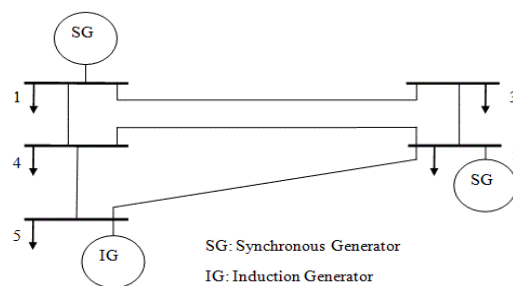 SG
1
3
4
SG
5
IG
SG: Synchronous Generator
IG: Induction Generator